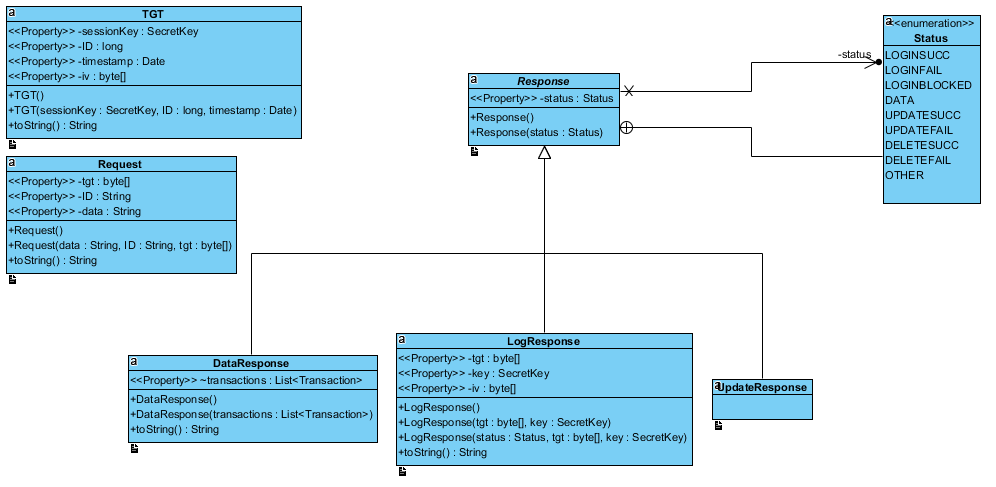 a
TGT
<<Property>> -sessionKey : SecretKey
<<Property>> -ID : long
<<Property>> -timestamp : Date
<<Property>> -iv : byte[]
+TGT()
+TGT(sessionKey : SecretKey, ID : long, timestamp : Date)
+toString() : String
a
Request
<<Property>> -tgt : byte[]
<<Property>> -ID : String
<<Property>> -data : String
+Request()
+Request(data : String, ID : String, tgt : byte[])
+toString() : String
a
Response
<<Property>> -status : Status
+Response()
+Response(status : Status)
-status
a
<<enumeration>>
Status
LOGINSUCC
LOGINFAIL
LOGINBLOCKED
DATA
UPDATESUCC
UPDATEFAIL
DELETESUCC
DELETEFAIL
OTHER
a
DataResponse
<<Property>> ~transactions : List<Transaction>
+DataResponse()
+DataResponse(transactions : List<Transaction>)
+toString() : String
a
LogResponse
<<Property>> -tgt : byte[]
<<Property>> -key : SecretKey
<<Property>> -iv : byte[]
+LogResponse()
+LogResponse(tgt : byte[], key : SecretKey)
+LogResponse(status : Status, tgt : byte[], key : SecretKey)
+toString() : String
a
UpdateResponse